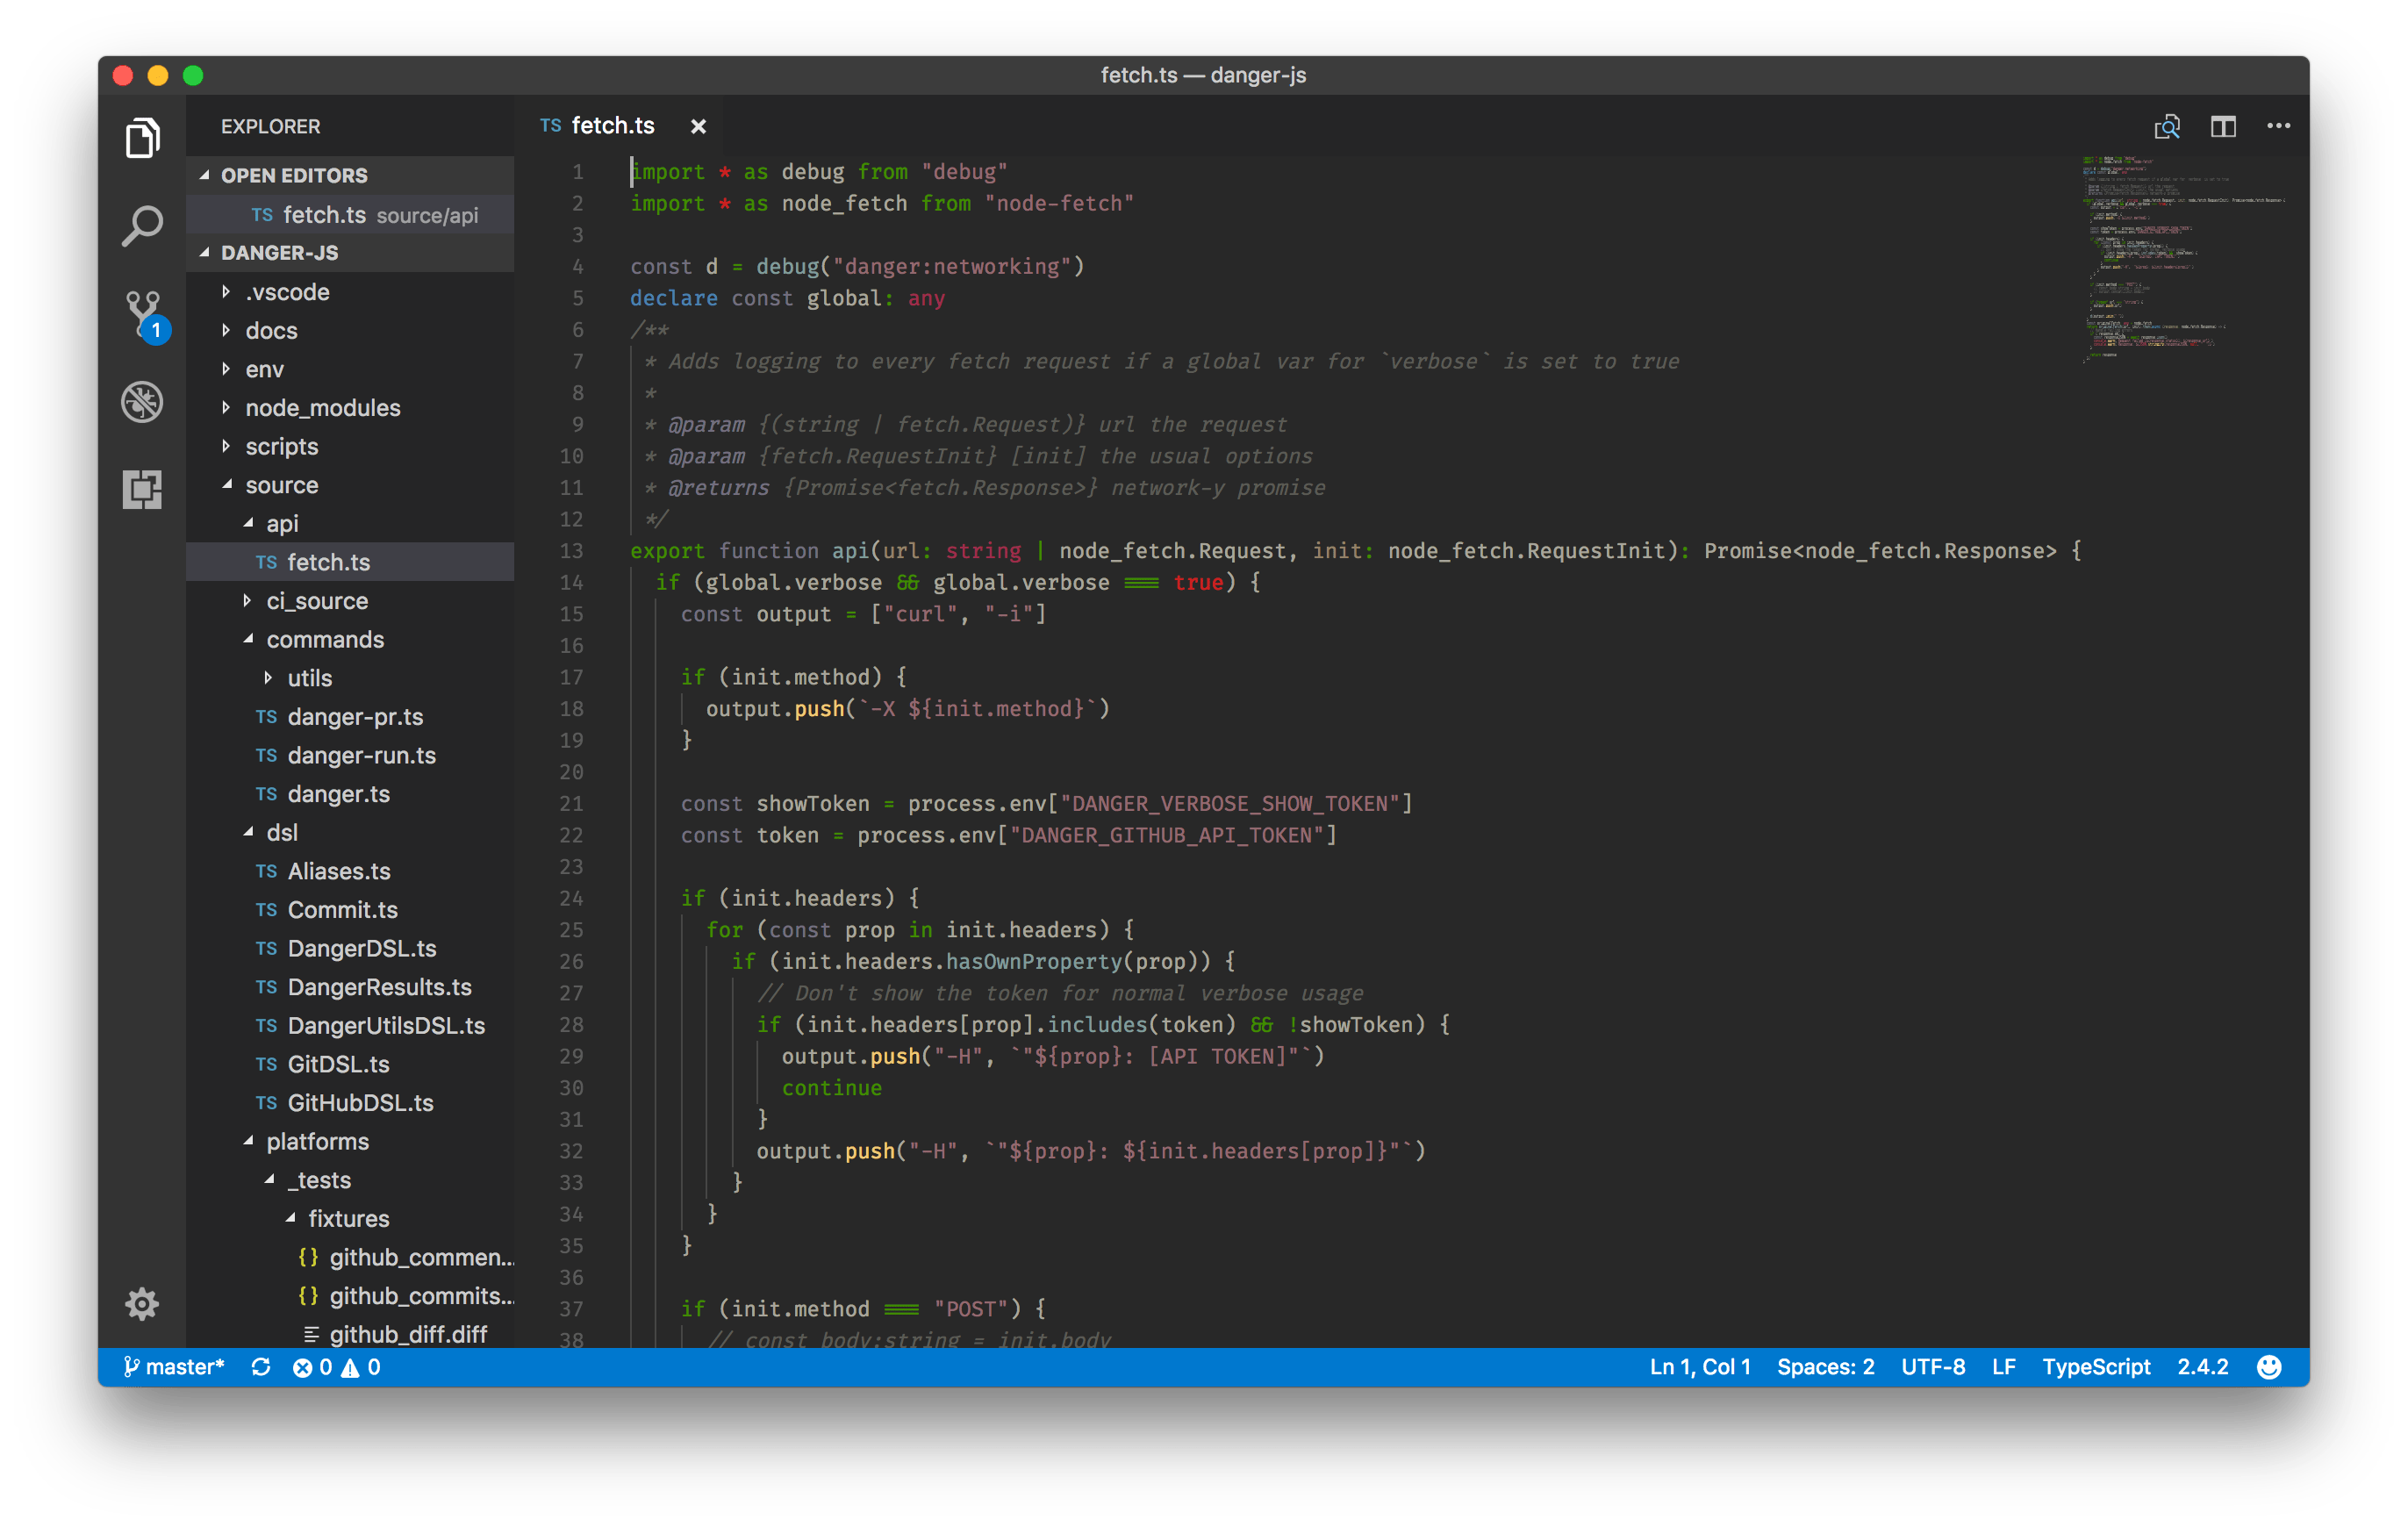 fetch.ts — danger-js
EXPLORER
OPEN EDITORS
TS fetch.ts source/api
DANGER-JS
.vscode
docs
env
node_modules
scripts
source
api
TS fetch.ts
ci_source
commands
utils
TS danger-pr.ts
TS danger-run.ts
TS danger.ts
dsl
TS Aliases.ts
TS Commit.ts
TS DangerDSL.ts
TS DangerResults.ts
TS DangerUtilsDSL.ts
TS GitDSL.ts
TS GitHubDSL.ts
platforms
_tests
fixtures
{} github_commen...
{} github_commits...
github_diff.diff
1
TS fetch.ts ×
1 import * as debug from "debug"
2 import * as node_fetch from "node-fetch"
3
4 const d = debug("danger:networking")
5 declare const global: any
6 /**
7 * Adds logging to every fetch request if a global var for `verbose` is set to true
8 *
9 * @param {(string | fetch.Request)} url the request
10 * @param {fetch.RequestInit} [init] the usual options
11 * @returns {Promise<fetch.Response>} network-y promise
12 */
13 export function api(url: string | node_fetch.Request, init: node_fetch.RequestInit): Promise<node_fetch.Response> {
14 if (global.verbose && global.verbose === true) {
15 const output = ["curl", "-i"]
16
17 if (init.method) {
18 output.push(`-X ${init.method}`)
19 }
20
21 const showToken = process.env["DANGER_VERBOSE_SHOW_TOKEN"]
22 const token = process.env["DANGER_GITHUB_API_TOKEN"]
23
24 if (init.headers) {
25 for (const prop in init.headers) {
26 if (init.headers.hasOwnProperty(prop)) {
27 // Don't show the token for normal verbose usage
28 if (init.headers[prop].includes(token) && !showToken) {
29 output.push("-H", `"${prop}: [API TOKEN]"`)
30 continue
31 }
32 output.push("-H", `"${prop}: ${init.headers[prop]}"`)
33 }
34 }
35 }
36
37 if (init.method === "POST") {
38 // const body:string = init.body
master* 0 0
Ln 1, Col 1 Spaces: 2 UTF-8 LF TypeScript 2.4.2